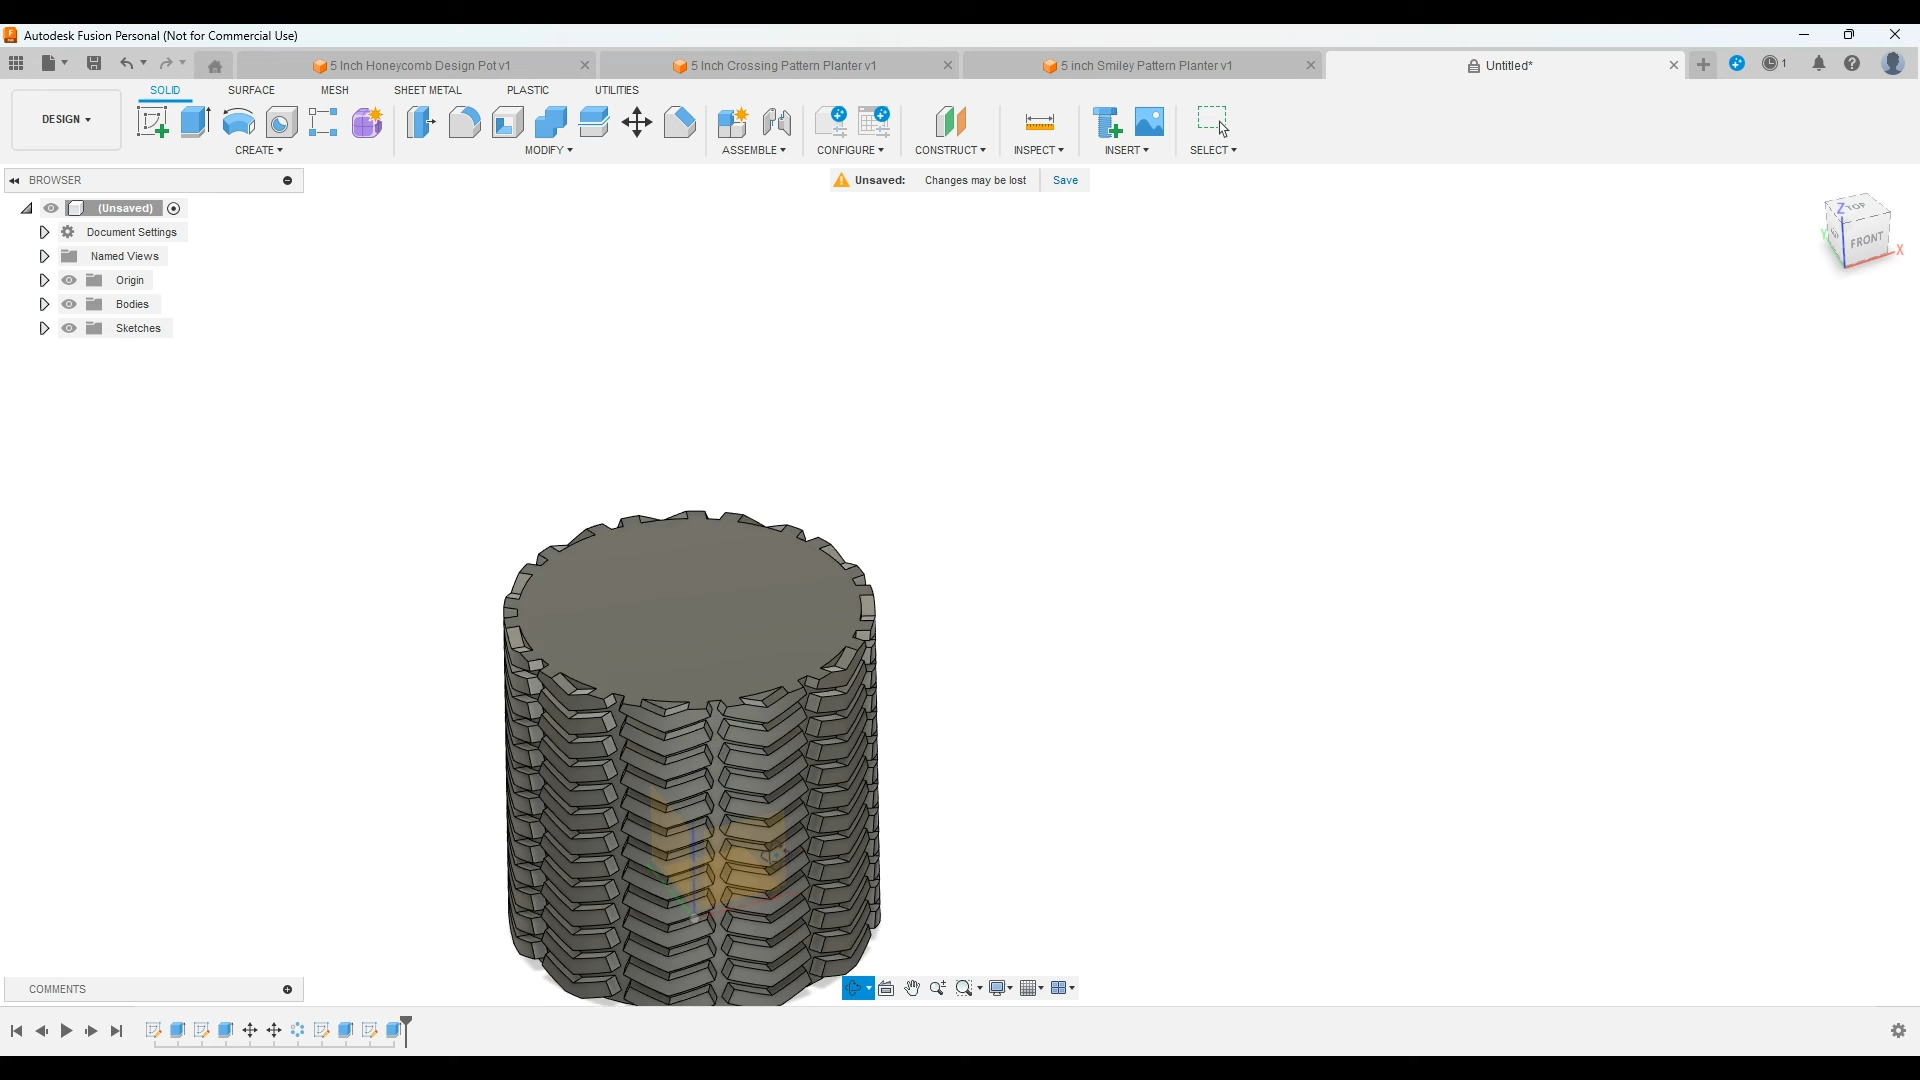 Autodesk Fusion Personal (Not for Commercial Use)
5 Inch Honeycomb Design Pot v1
5 Inch Crossing Pattern Planter v1
5 inch Smiley Pattern Planter v1
Untitled*
1
SOLID SURFACE MESH SHEET METAL PLASTIC UTILITIES
DESIGN
CREATE MODIFY ASSEMBLE CONFIGURE CONSTRUCT INSPECT INSERT SELECT
BROWSER
Unsaved: Changes may be lost Save
(Unsaved)
Document Settings
Named Views
Origin
Bodies
Sketches
Z TOP
Y FRONT X
COMMENTS